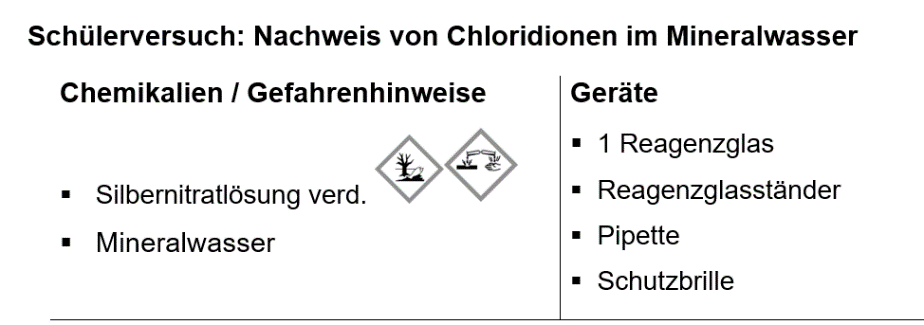 Schülerversuch: Nachweis von Chloridionen im Mineralwasser
Chemikalien / Gefahrenhinweise
▪ Silbernitratlösung verd.
▪ Mineralwasser
Geräte
▪ 1 Reagenzglas
▪ Reagenzglasständer
▪ Pipette
▪ Schutzbrille